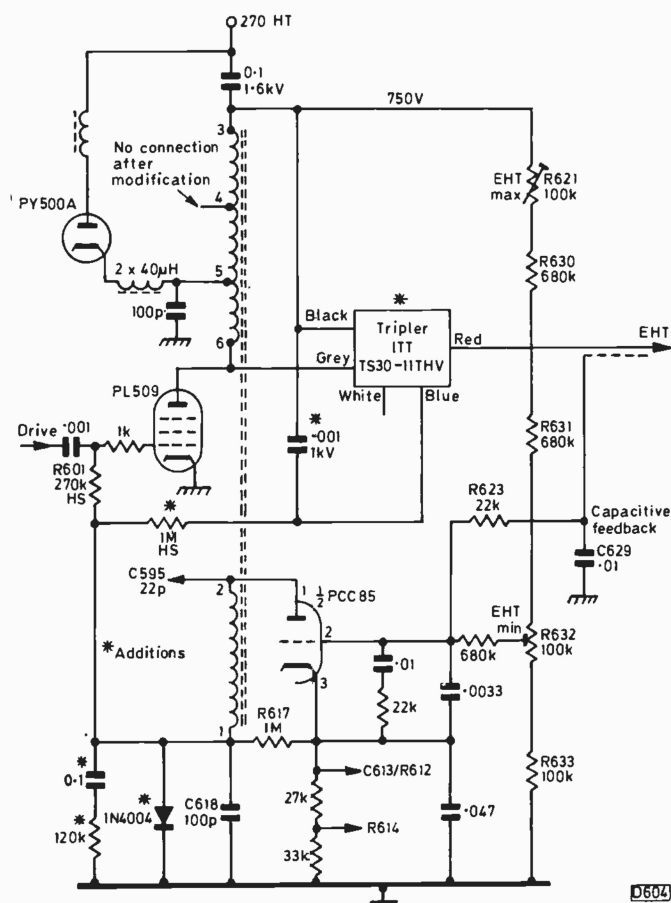 270 HT
0·1
1·6kV
750V
3
No connection
after
modification
4
EHT
max
R621
100k
PY500A
R630
680k
2 x 40µH
5
100p
Black
*
Tripler
ITT
TS30-11THV
Red
EHT
6
Grey
White
Blue
PL509
Drive
·001
1k
*
·001
1kV
R631
680k
R601
270k
HS
R623
22k
Capacitive
feedback
*
1M
HS
C629
·01
C595
22p
2
1
½PCC85
2
3
EHT
min
R632
100k
680k
*Additions
·01
·0033
22k
1
R617
1M
R633
100k
*
0·1
*
120k
*
1N4004
C618
100p
C613/R612
27k
·047
R614
33k
D604